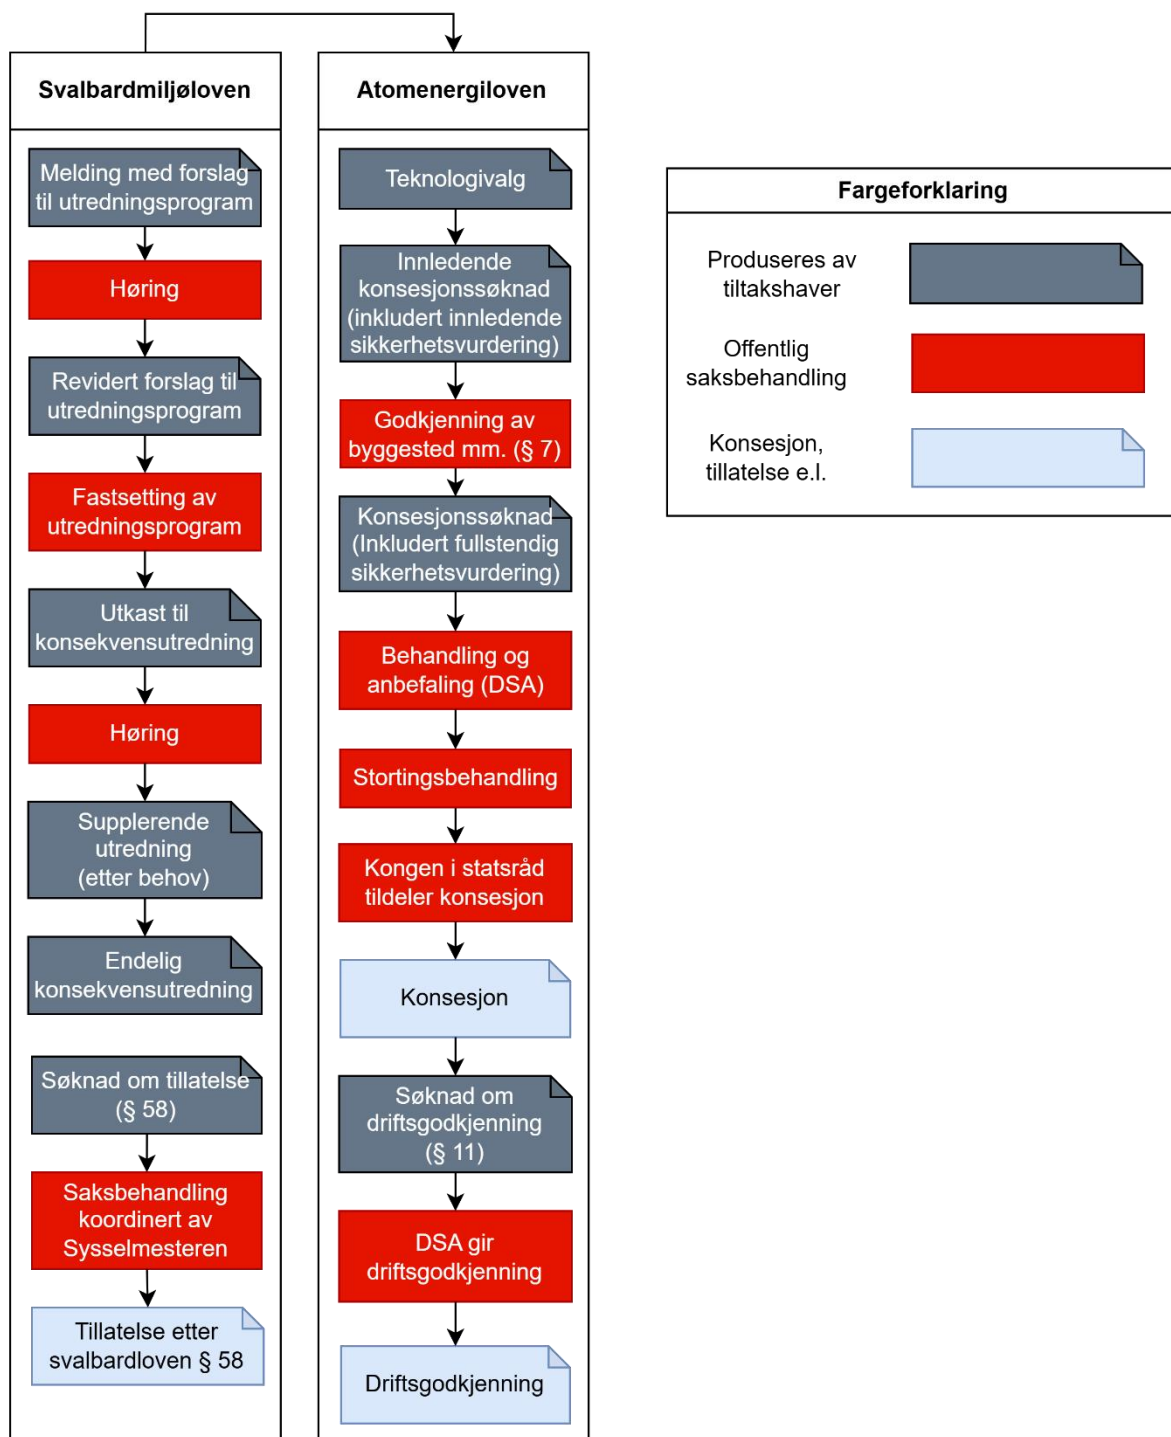 Svalbardmiljøloven
Melding med forslag
til utredningsprogram
Høring
Revidert forslag til
utredningsprogram
Fastsetting av
utredningsprogram
Utkast til
konsekvensutredning
Høring
Supplerende
utredning
(etter behov)
Endelig
konsekvensutredning
Søknad om tillatelse
(§ 58)
Saksbehandling
koordinert av
Sysselmesteren
Tillatelse etter
svalbardloven § 58
Atomenergiloven
Teknologivalg
Innledende
konsesjonssøknad
(inkludert innledende
sikkerhetsvurdering)
Godkjenning av
byggested mm. (§ 7)
Konsesjonssøknad
(Inkludert fullstendig
sikkerhetsvurdering)
Behandling og
anbefaling (DSA)
Stortingsbehandling
Kongen i statsråd
tildeler konsesjon
Konsesjon
Søknad om
driftsgodkjenning
(§ 11)
DSA gir
driftsgodkjenning
Driftsgodkjenning
Fargeforklaring
Produseres av
tiltakshaver
Offentlig
saksbehandling
Konsesjon,
tillatelse e.l.